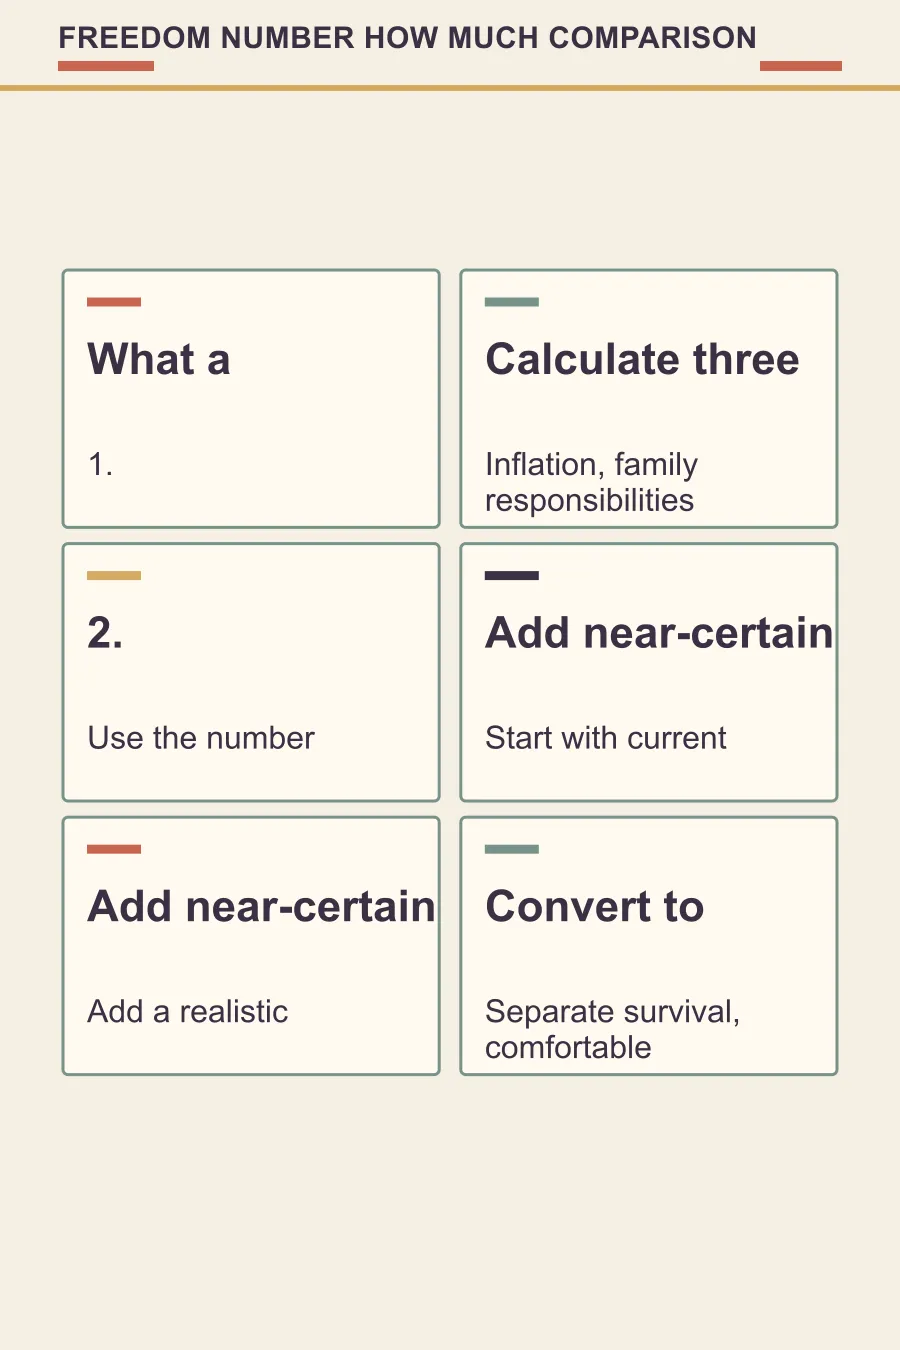 FREEDOM NUMBER HOW MUCH COMPARISON
What a
1.
Calculate three
Inflation, family
responsibilities
2.
Use the number
Add near-certain
Start with current
Add near-certain
Add a realistic
Convert to
Separate survival,
comfortable